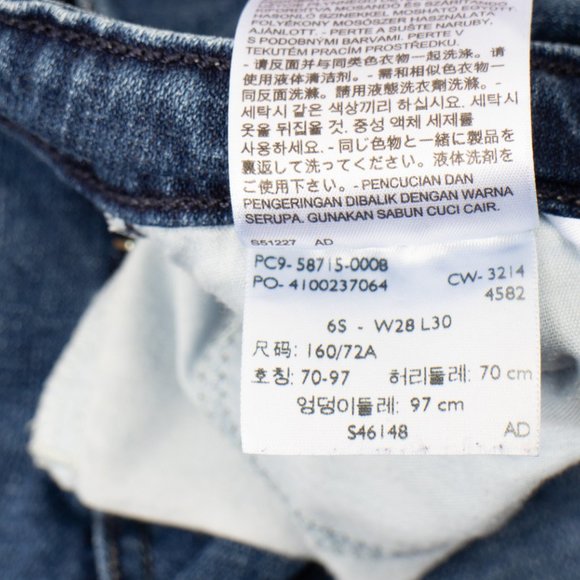 HASONLÓ SZÍNEKKEL MOSHATÓ
FOLYÉKONY MOSÓSZER HASZNÁLATA
AJÁNLOTT. - PERTE A SUŠTE NARUBY,
S PODOBNÝMI BARVAMI. PERTE V
TEKUTÉM PRACÍM PROSTŘEDKU.
- 请反面并与同类色衣物一起洗涤。请
使用液体清洁剂。- 需和相似色衣物一
同反面洗滌。請用液態洗衣劑洗滌。 -
세탁시 같은 색상끼리 하십시요. 세탁시
옷을 뒤집을 것. 중성 액체 세제를
사용하세요. - 同じ色物と一緒に製品を
裏返して洗ってください。液体洗剤を
ご使用下さい。- PENCUCIAN DAN
PENGERINGAN DIBALIK DENGAN WARNA
SERUPA. GUNAKAN SABUN CUCI CAIR.
S51227 AD
PC9- 58715-0008
PO- 4100237064 CW- 3214
4582
6S - W28 L30
尺码: 160/72A
호칭: 70-97 허리둘레: 70 cm
엉덩이둘레: 97 cm
S46148 AD